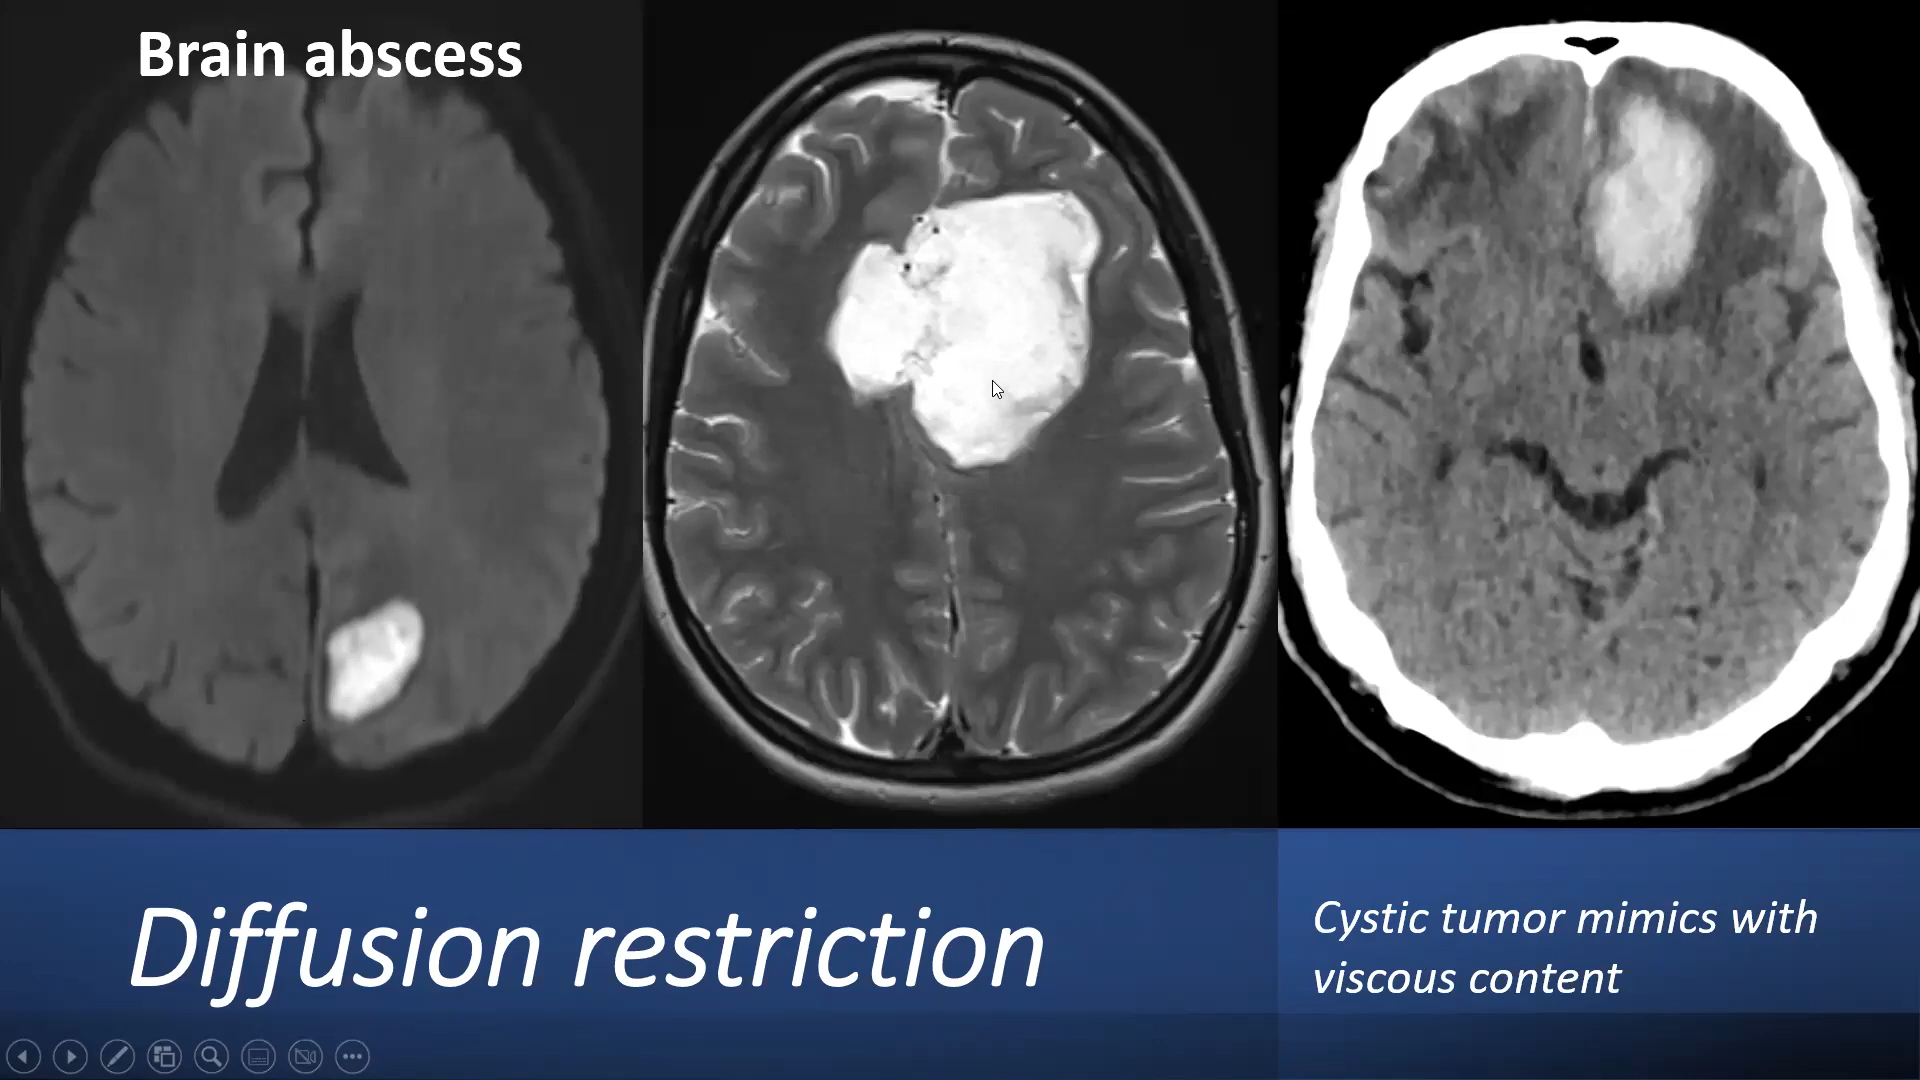 Brain abscess
Diffusion restriction
Cystic tumor mimics with
viscous content